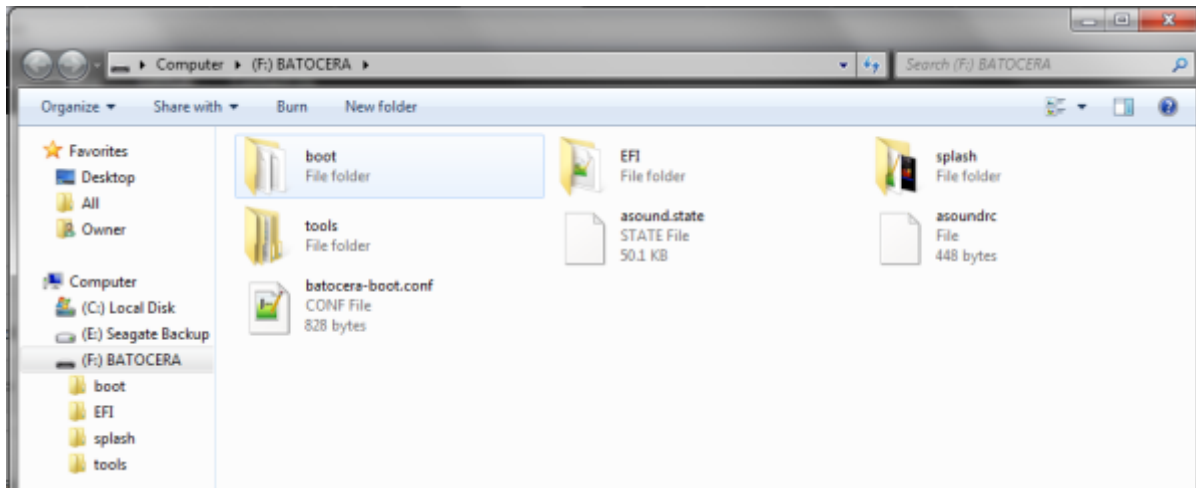 Computer ▸ (F:) BATOCERA ▸
Search (F:) BATOCERA
Organize Share with Burn New folder
Favorites
Desktop
All
Owner
Computer
(C:) Local Disk
(E:) Seagate Backup
(F:) BATOCERA
boot
EFI
splash
tools
boot
File folder
EFI
File folder
splash
File folder
tools
File folder
asound.state
STATE File
50.1 KB
asoundrc
File
448 bytes
batocera-boot.conf
CONF File
828 bytes